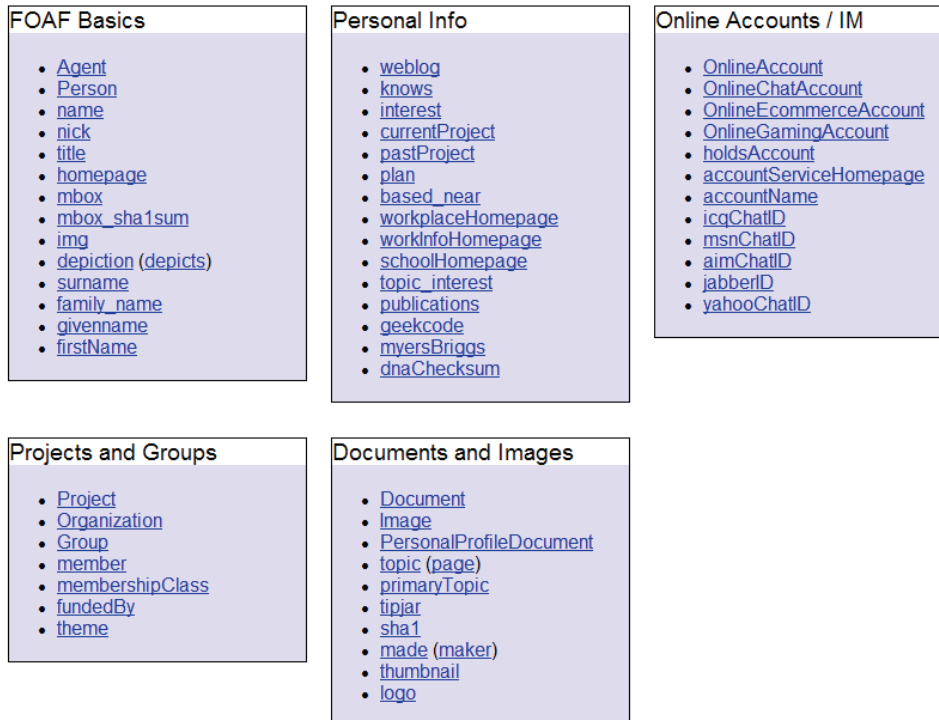 FOAF Basics
• Agent
• Person
• name
• nick
• title
• homepage
• mbox
• mbox_sha1sum
• img
• depiction (depicts)
• surname
• family_name
• givenname
• firstName
Personal Info
• weblog
• knows
• interest
• currentProject
• pastProject
• plan
• based_near
• workplaceHomepage
• workInfoHomepage
• schoolHomepage
• topic_interest
• publications
• geekcode
• myersBriggs
• dnaChecksum
Online Accounts / IM
• OnlineAccount
• OnlineChatAccount
• OnlineEcommerceAccount
• OnlineGamingAccount
• holdsAccount
• accountServiceHomepage
• accountName
• icqChatID
• msnChatID
• aimChatID
• jabberID
• yahooChatID
Projects and Groups
• Project
• Organization
• Group
• member
• membershipClass
• fundedBy
• theme
Documents and Images
• Document
• Image
• PersonalProfileDocument
• topic (page)
• primaryTopic
• tipjar
• sha1
• made (maker)
• thumbnail
• logo